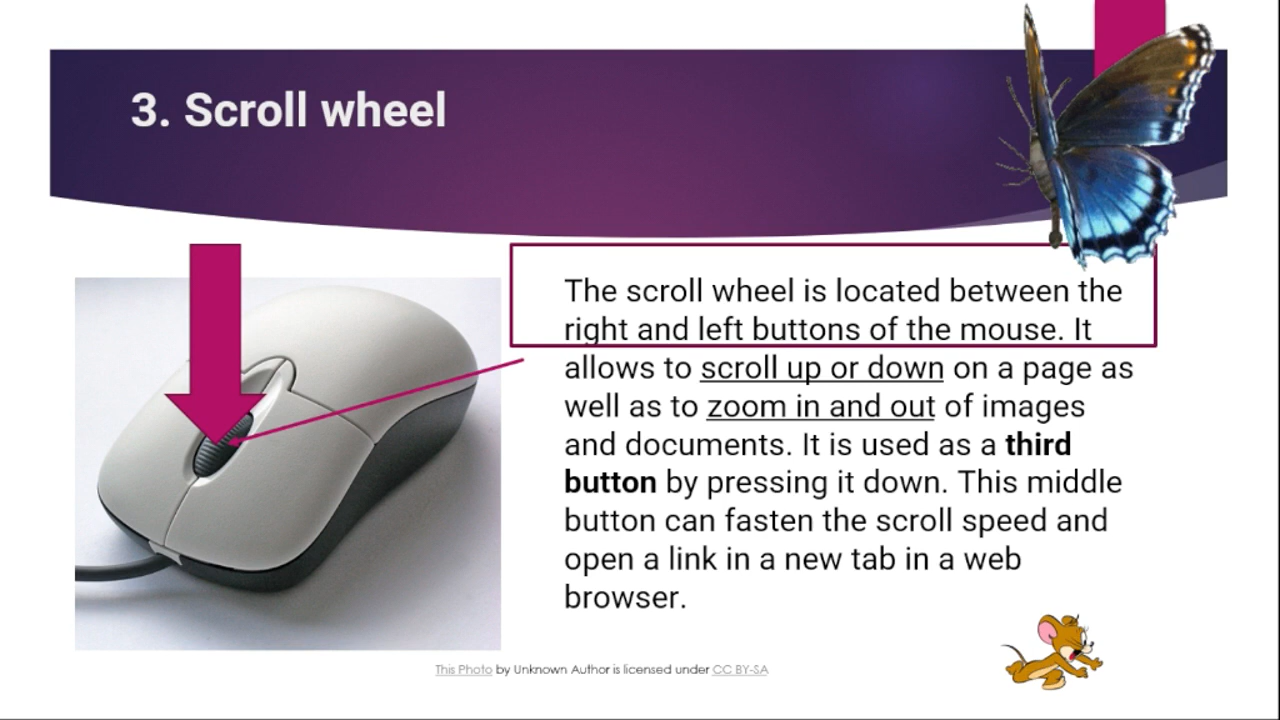 3. Scroll wheel
The scroll wheel is located between the
right and left buttons of the mouse. It
allows to scroll up or down on a page as
well as to zoom in and out of images
and documents. It is used as a third
button by pressing it down. This middle
button can fasten the scroll speed and
open a link in a new tab in a web
browser.
This Photo by Unknown Author is licensed under CC BY-SA